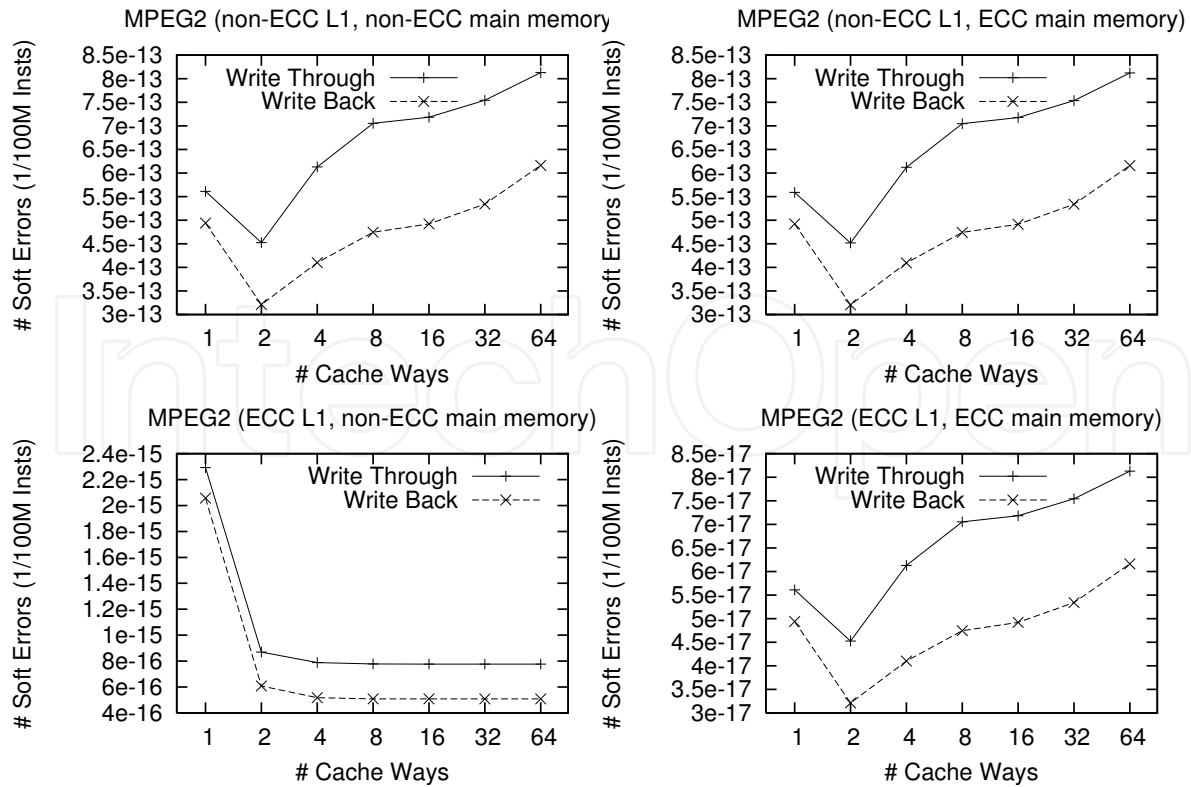 MPEG2 (non-ECC L1, non-ECC main memory)
# Soft Errors (1/100M Insts)
8.5e-13
8e-13
7.5e-13
7e-13
6.5e-13
6e-13
5.5e-13
5e-13
4.5e-13
4e-13
3.5e-13
3e-13
Write Through
Write Back
1 2 4 8 16 32 64
# Cache Ways
MPEG2 (non-ECC L1, ECC main memory)
# Soft Errors (1/100M Insts)
8.5e-13
8e-13
7.5e-13
7e-13
6.5e-13
6e-13
5.5e-13
5e-13
4.5e-13
4e-13
3.5e-13
3e-13
Write Through
Write Back
1 2 4 8 16 32 64
# Cache Ways
MPEG2 (ECC L1, non-ECC main memory)
# Soft Errors (1/100M Insts)
2.4e-15
2.2e-15
2e-15
1.8e-15
1.6e-15
1.4e-15
1.2e-15
1e-15
8e-16
6e-16
4e-16
Write Through
Write Back
1 2 4 8 16 32 64
# Cache Ways
MPEG2 (ECC L1, ECC main memory)
# Soft Errors (1/100M Insts)
8.5e-17
8e-17
7.5e-17
7e-17
6.5e-17
6e-17
5.5e-17
5e-17
4.5e-17
4e-17
3.5e-17
3e-17
Write Through
Write Back
1 2 4 8 16 32 64
# Cache Ways
IntechOpen